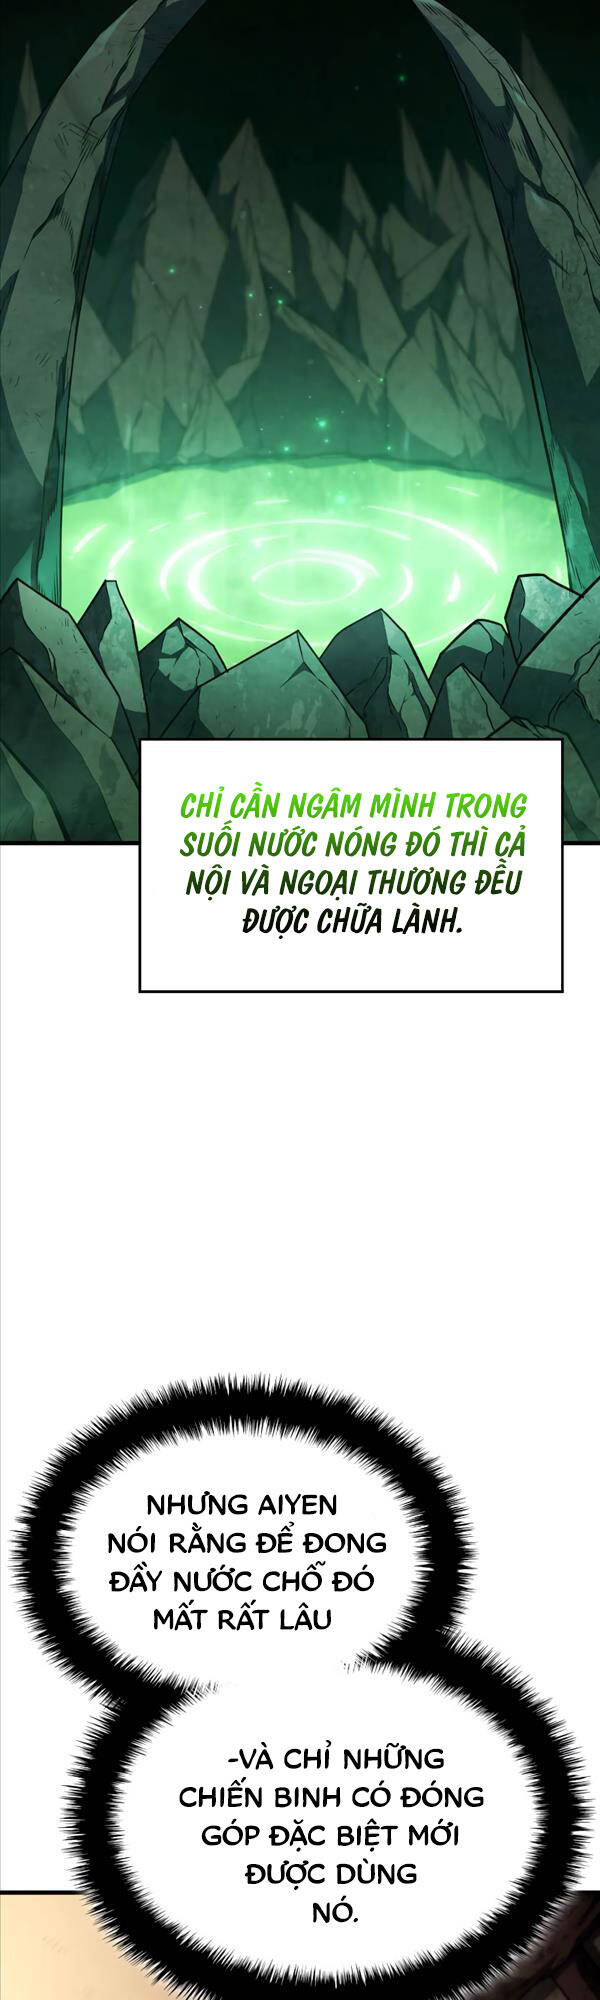 CHỈ CẦN NGÂM MÌNH TRONG
SUỐI NƯỚC NÓNG ĐÓ THÌ CẢ
NỘI VÀ NGOẠI THƯƠNG ĐỀU
ĐƯỢC CHỮA LÀNH.
NHƯNG AIYEN
NÓI RẰNG ĐỂ ĐONG
ĐẦY NƯỚC CHỖ ĐÓ
MẤT RẤT LÂU
-VÀ CHỈ NHỮNG
CHIẾN BINH CÓ ĐÓNG
GÓP ĐẶC BIỆT MỚI
ĐƯỢC DÙNG
NÓ.